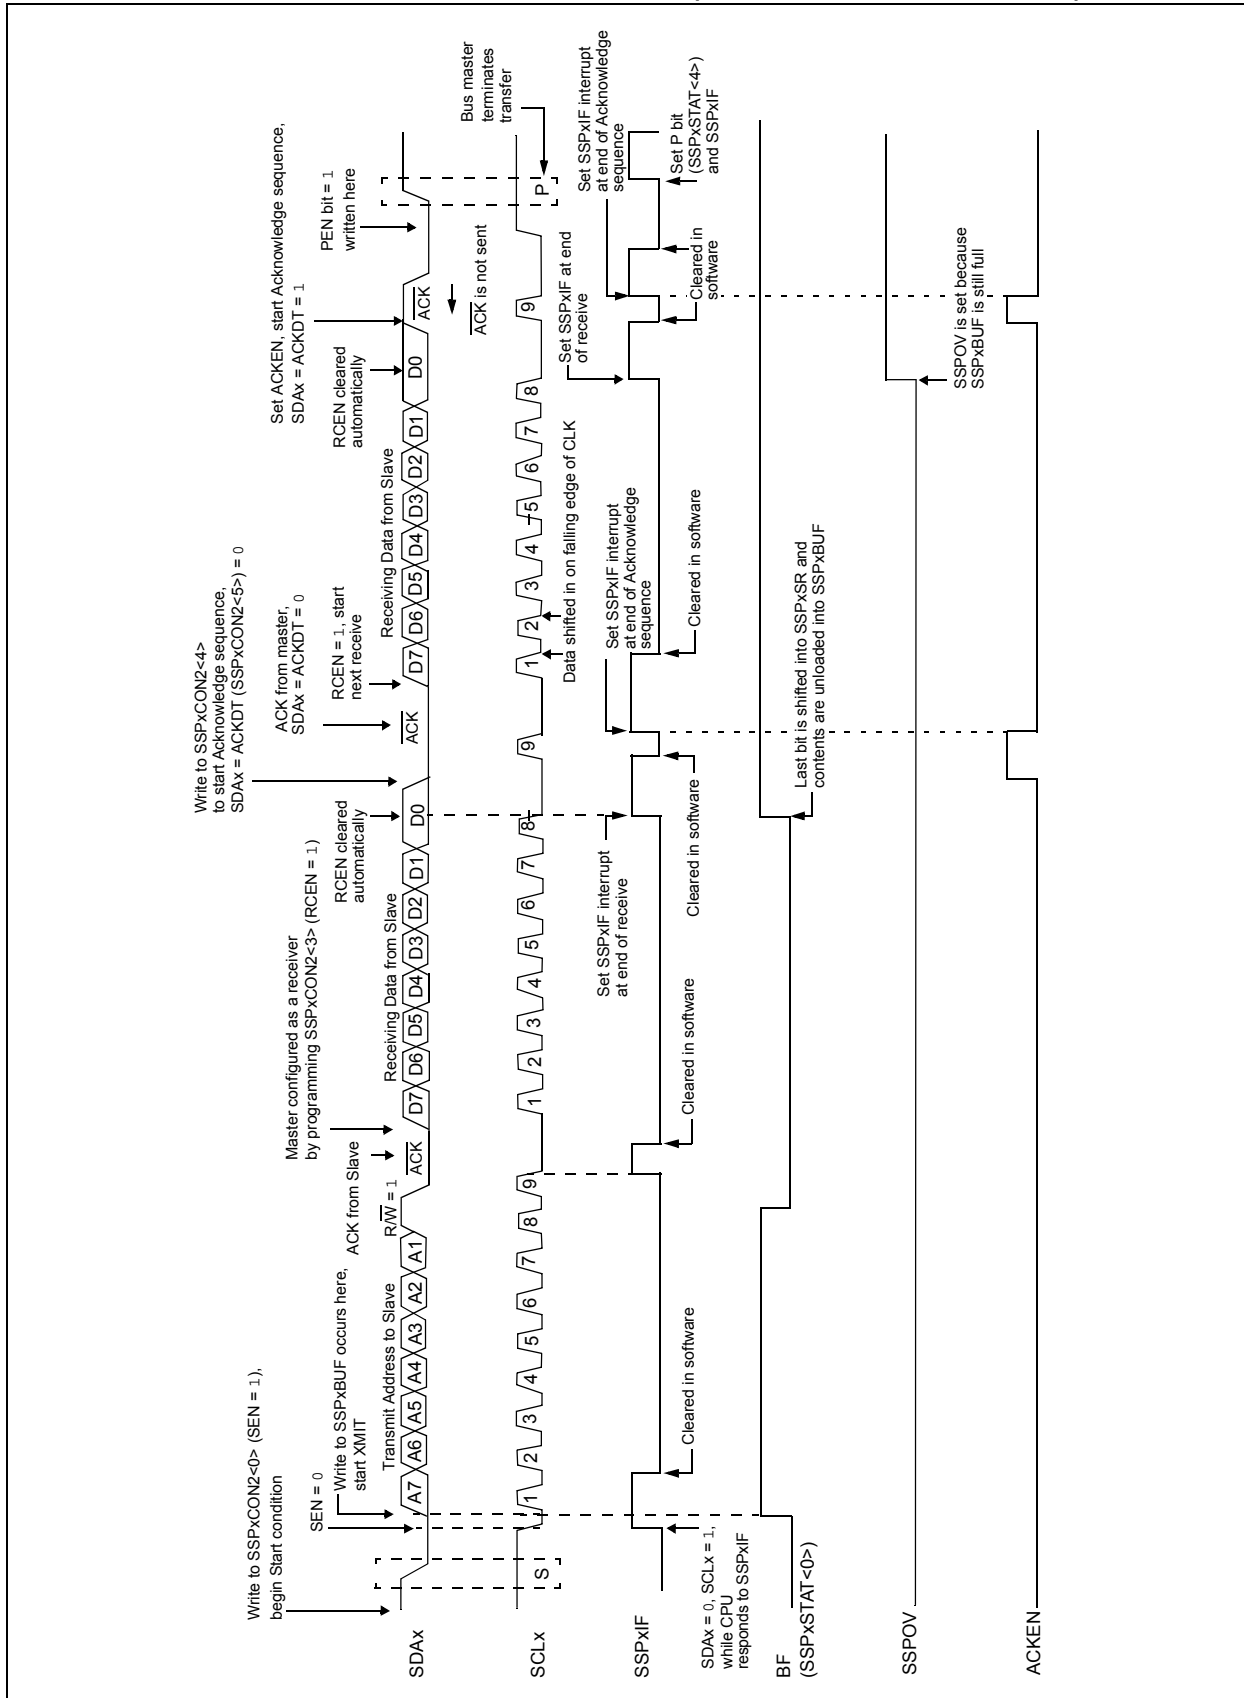 Write to SSPxCON2<0> (SEN = 1),
begin Start condition
SEN = 0
Write to SSPxBUF occurs here,
start XMIT
ACK from Slave
Master configured as a receiver
by programming SSPxCON2<3> (RCEN = 1)
RCEN cleared
automatically
Write to SSPxCON2<4>
to start Acknowledge sequence,
SDAx = ACKDT (SSPxCON2<5>) = 0
ACK from master,
SDAx = ACKDT = 0
RCEN = 1, start
next receive
RCEN cleared
automatically
Set ACKEN, start Acknowledge sequence,
SDAx = ACKDT = 1
PEN bit = 1
written here
Transmit Address to Slave
R/W = 1
Receiving Data from Slave
Receiving Data from Slave
SDAx
A7 A6 A5 A4 A3 A2 A1
ACK
D7 D6 D5 D4 D3 D2 D1 D0
ACK
D7 D6 D5 D4 D3 D2 D1 D0
ACK
ACK is not sent
Bus master
terminates
transfer
SCLx
S
1 2 3 4 5 6 7 8 9
1 2 3 4 5 6 7 8 9
1 2 3 4 5 6 7 8 9
P
Data shifted in on falling edge of CLK
Set SSPxIF interrupt
at end of receive
Set SSPxIF interrupt
at end of Acknowledge
sequence
Set SSPxIF at end
of receive
Set SSPxIF interrupt
at end of Acknowledge
sequence
SSPxIF
SDAx = 0, SCLx = 1,
while CPU
responds to SSPxIF
Cleared in software
Cleared in software
Cleared in software
Cleared in software
Cleared in
software
Set P bit
(SSPxSTAT<4>)
and SSPxIF
BF
(SSPxSTAT<0>)
Last bit is shifted into SSPxSR and
contents are unloaded into SSPxBUF
SSPOV
SSPOV is set because
SSPxBUF is still full
ACKEN